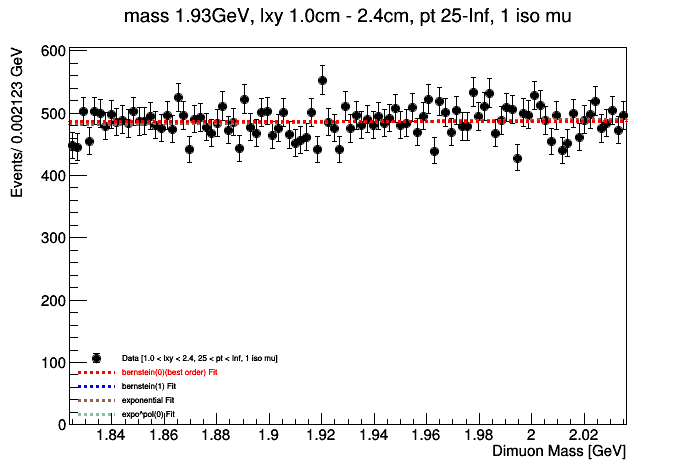 mass 1.93GeV, lxy 1.0cm - 2.4cm, pt 25-Inf, 1 iso mu
Events/ 0.002123 GeV
600
500
400
300
200
100
0
Data [1.0 < lxy < 2.4, 25 < pt < Inf, 1 iso mu]
bernstein(0)(best order) Fit
bernstein(1) Fit
exponential Fit
expo^pol(0) Fit
1.84 1.86 1.88 1.9 1.92 1.94 1.96 1.98 2 2.02
Dimuon Mass [GeV]